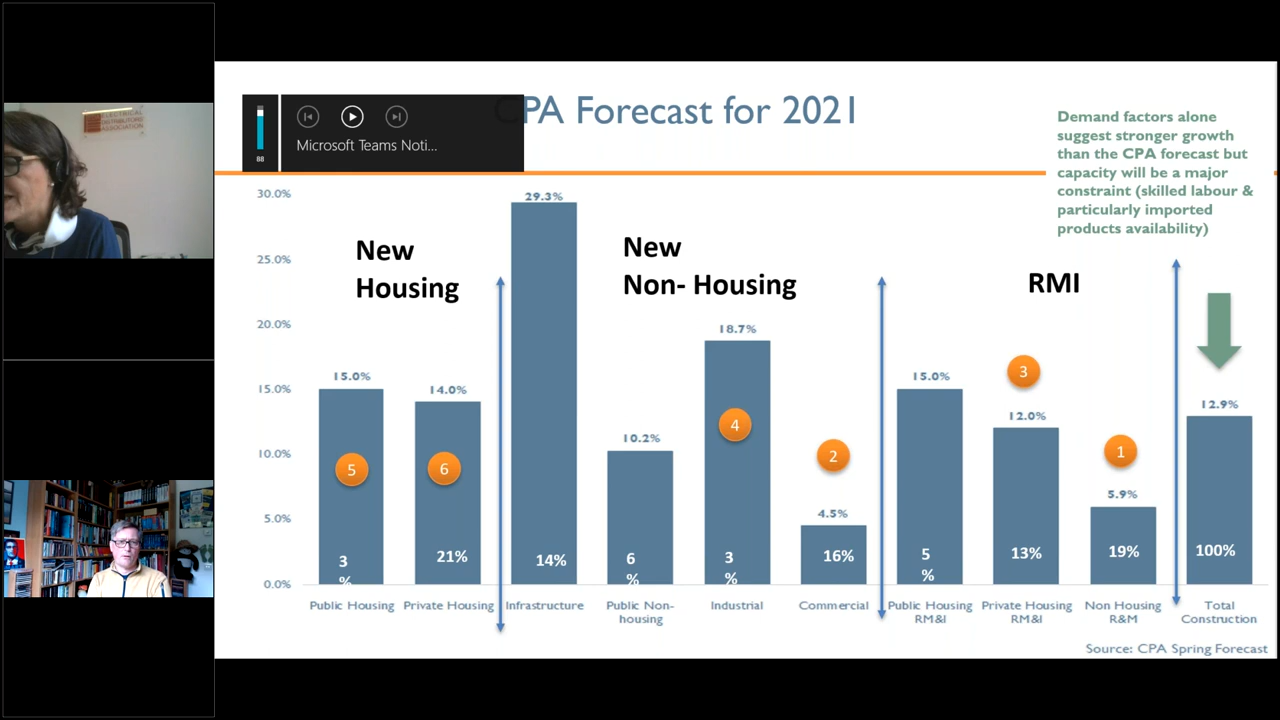 ELECTRICAL
DISTRIBUTORS
ASSOCIATION
88
Microsoft Teams Noti...
CPA Forecast for 2021
Demand factors alone
suggest stronger growth
than the CPA forecast but
capacity will be a major
constraint (skilled labour &
particularly imported
products availability)
30.0%
25.0%
20.0%
15.0%
10.0%
5.0%
0.0%
New
Housing
New
Non- Housing
RMI
15.0%
14.0%
29.3%
10.2%
18.7%
4.5%
15.0%
12.0%
5.9%
12.9%
5
6
4
2
3
1
3
%
21%
14%
6
%
3
%
16%
5
%
13%
19%
100%
Public Housing
Private Housing
Infrastructure
Public Non-
housing
Industrial
Commercial
Public Housing
RM&I
Private Housing
RM&I
Non Housing
R&M
Total
Construction
Source: CPA Spring Forecast